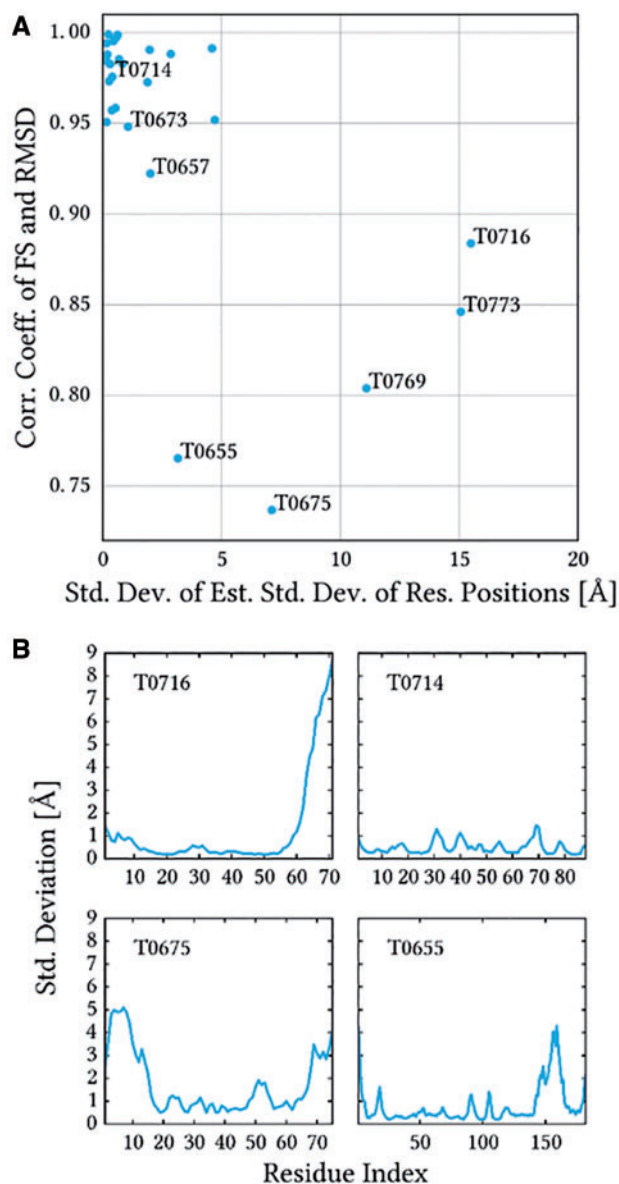 A
Corr. Coeff. of FS and RMSD
1.00
0.95
0.90
0.85
0.80
0.75
T0714
T0673
T0657
T0716
T0773
T0769
T0655
T0675
0 5 10 15 20
Std. Dev. of Est. Std. Dev. of Res. Positions [Å]
B
Std. Deviation [Å]
9
8
7
6
5
4
3
2
1
0
T0716
10 20 30 40 50 60 70
T0714
10 20 30 40 50 60 70 80
9
8
7
6
5
4
3
2
1
0
T0675
10 20 30 40 50 60 70
T0655
50 100 150
Residue Index